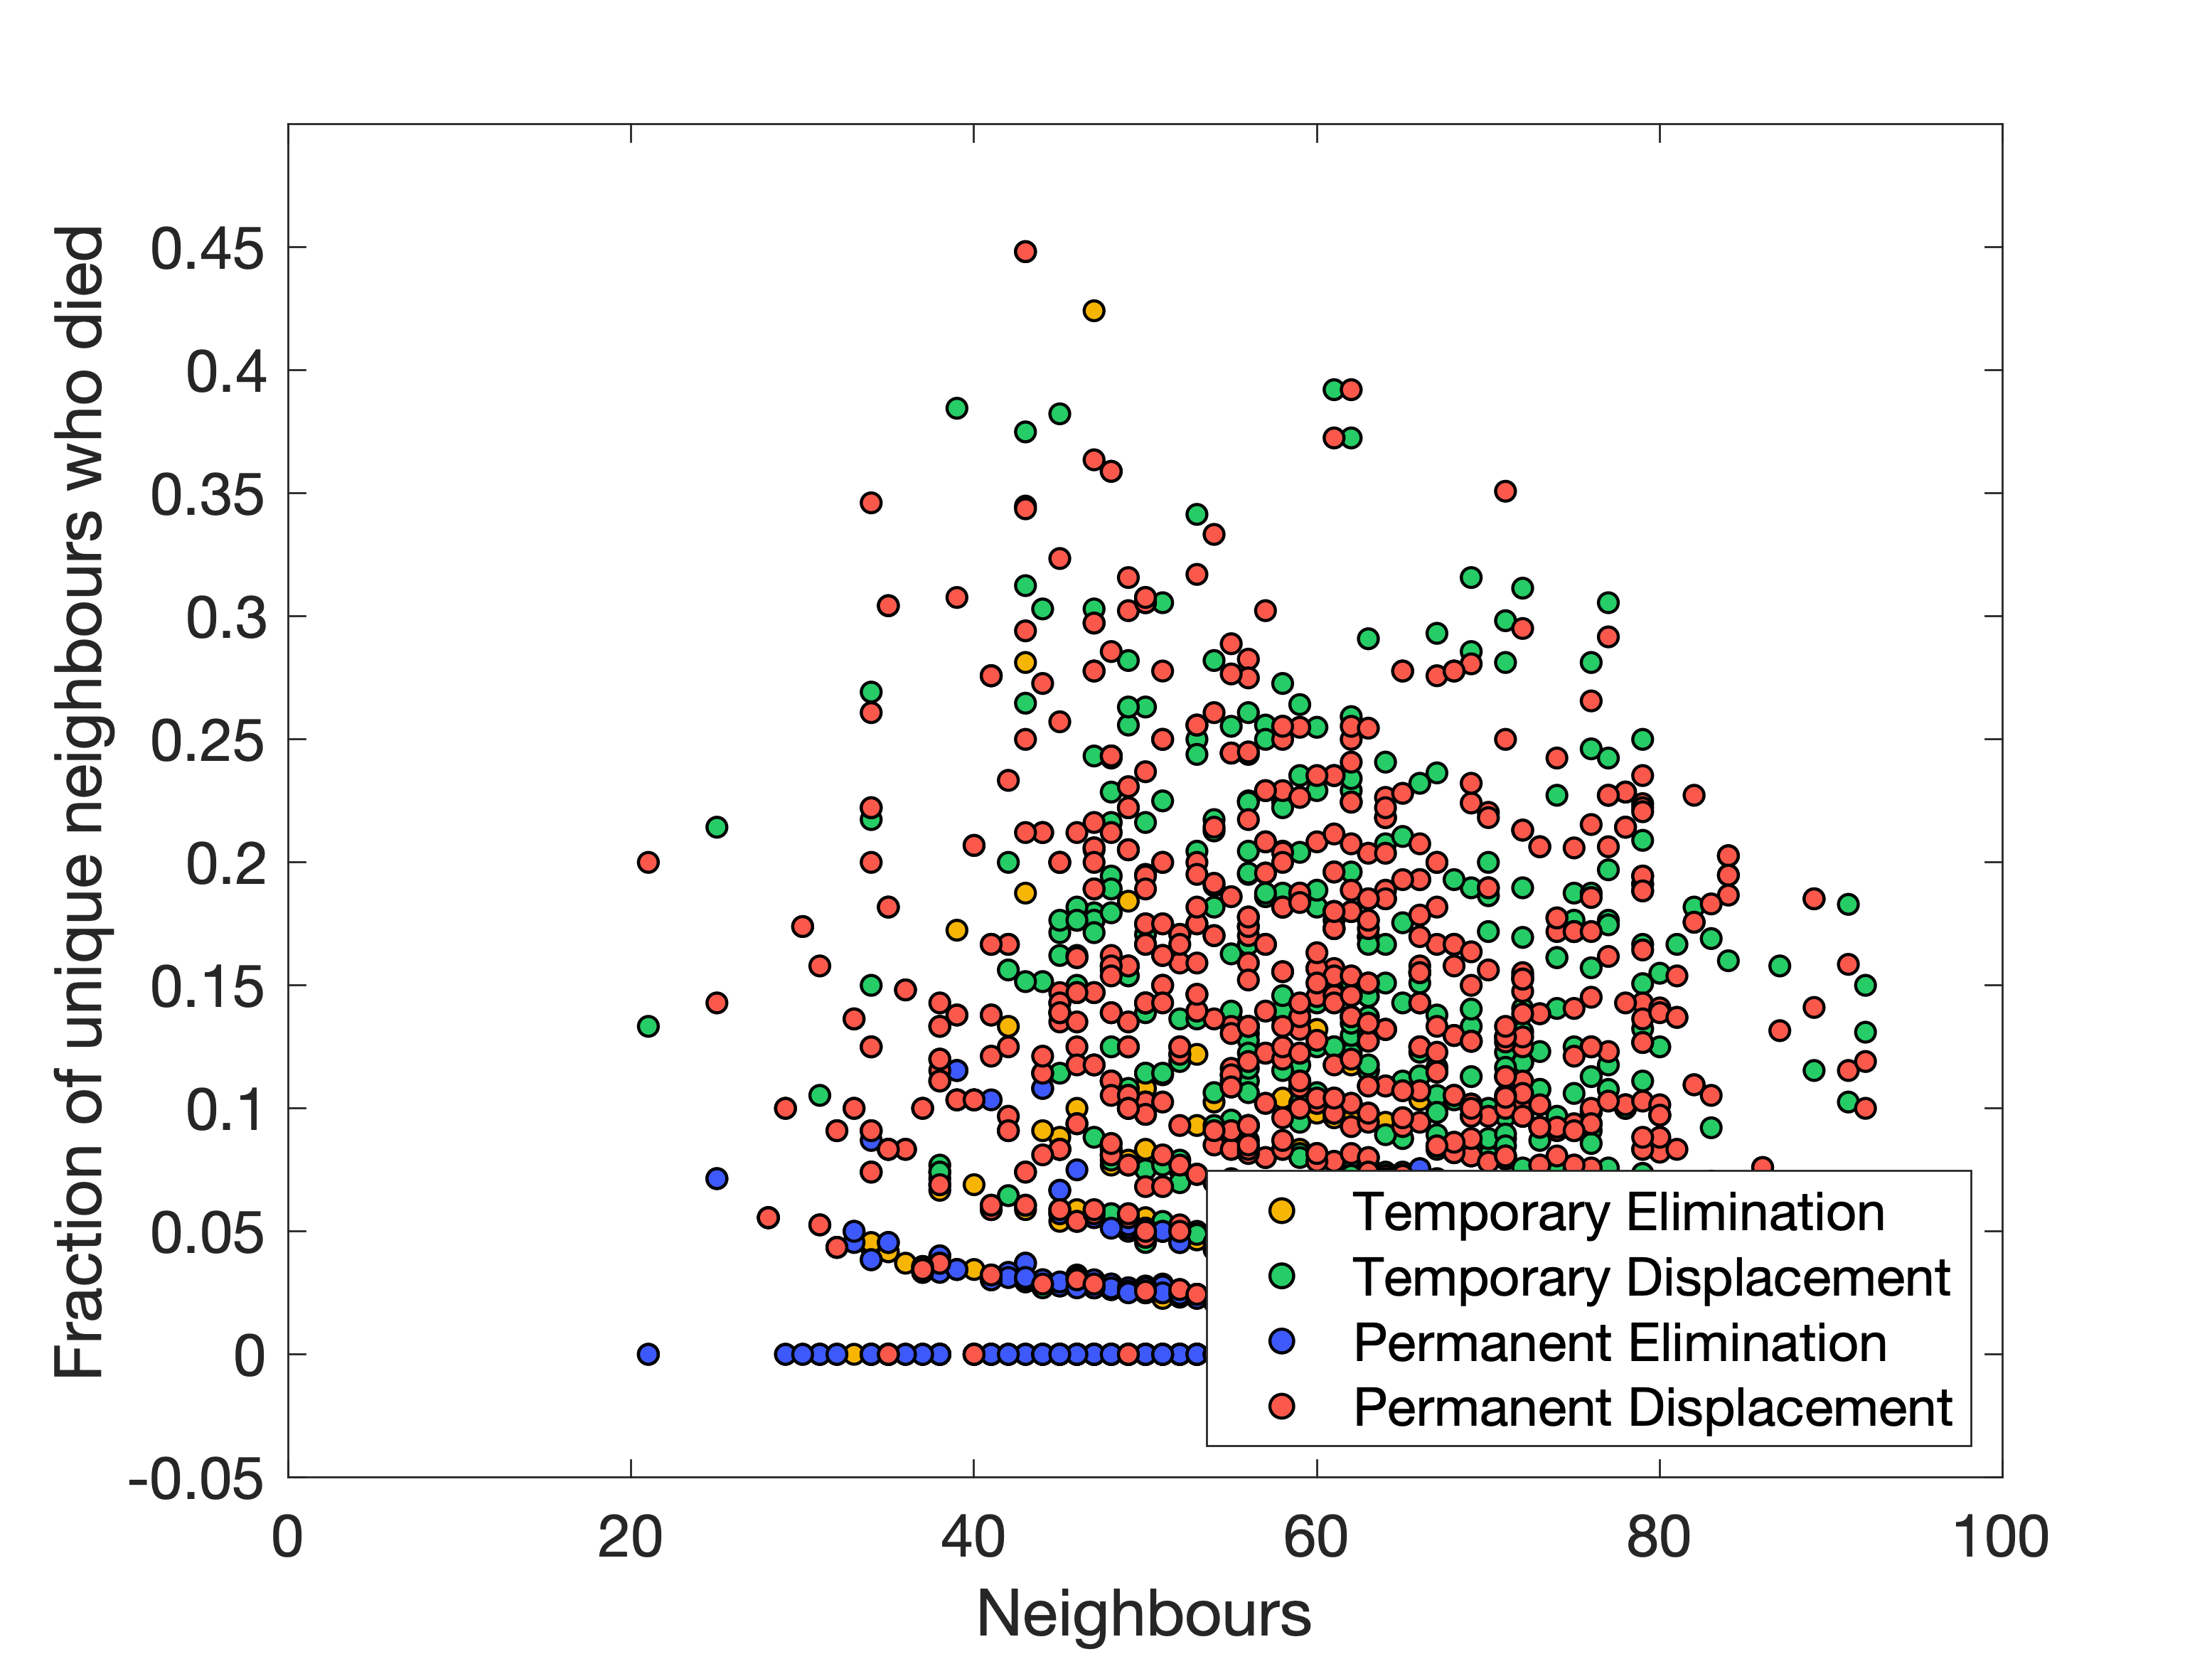 Fraction of unique neighbours who died
0.45
0.4
0.35
0.3
0.25
0.2
0.15
0.1
0.05
0
-0.05
0
20
40
60
80
100
Neighbours
Temporary Elimination
Temporary Displacement
Permanent Elimination
Permanent Displacement